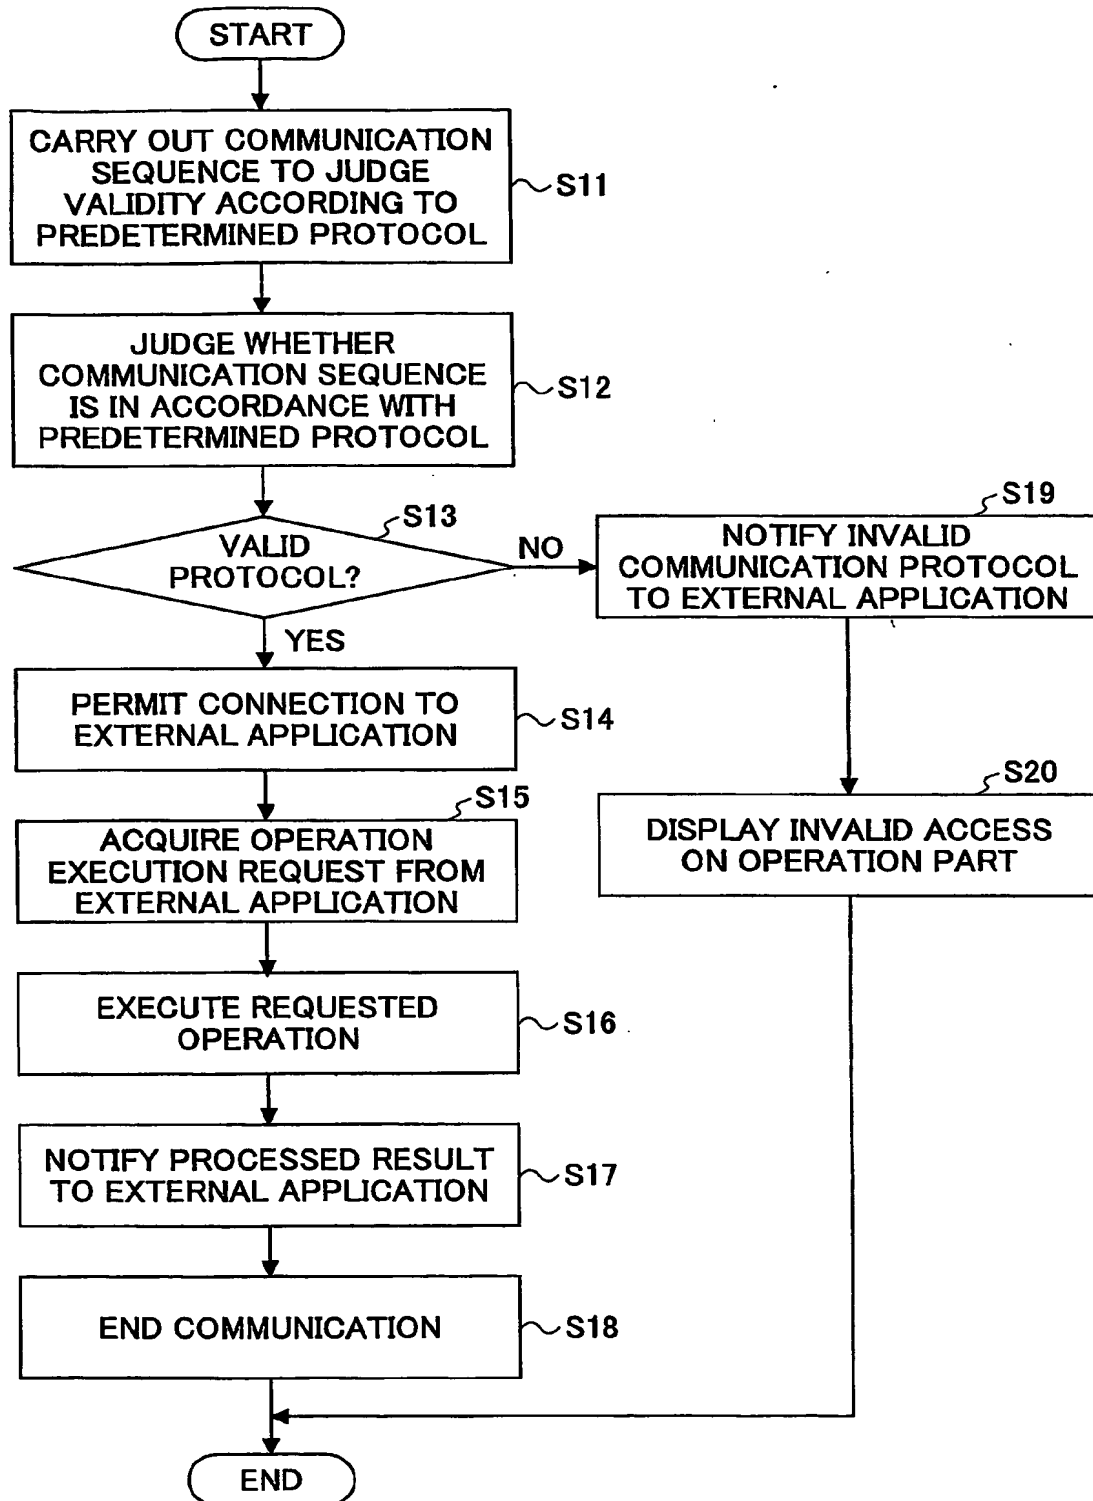 START
CARRY OUT COMMUNICATION
SEQUENCE TO JUDGE
VALIDITY ACCORDING TO
PREDETERMINED PROTOCOL
S11
JUDGE WHETHER
COMMUNICATION SEQUENCE
IS IN ACCORDANCE WITH
PREDETERMINED PROTOCOL
S12
S13
VALID
PROTOCOL?
NO
YES
S19
NOTIFY INVALID
COMMUNICATION PROTOCOL
TO EXTERNAL APPLICATION
PERMIT CONNECTION TO
EXTERNAL APPLICATION
S14
S20
DISPLAY INVALID ACCESS
ON OPERATION PART
S15
ACQUIRE OPERATION
EXECUTION REQUEST FROM
EXTERNAL APPLICATION
EXECUTE REQUESTED
OPERATION
S16
NOTIFY PROCESSED RESULT
TO EXTERNAL APPLICATION
S17
END COMMUNICATION
S18
END